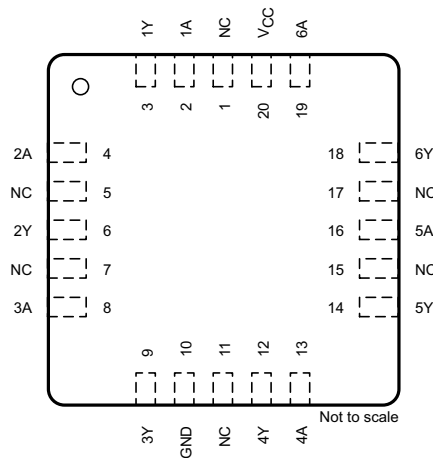 1Y 1A NC VCC 6A
3 2 1 20 19
2A 4 18 6Y
NC 5 17 NC
2Y 6 16 5A
NC 7 15 NC
3A 8 14 5Y
9 10 11 12 13
3Y GND NC 4Y 4A
Not to scale